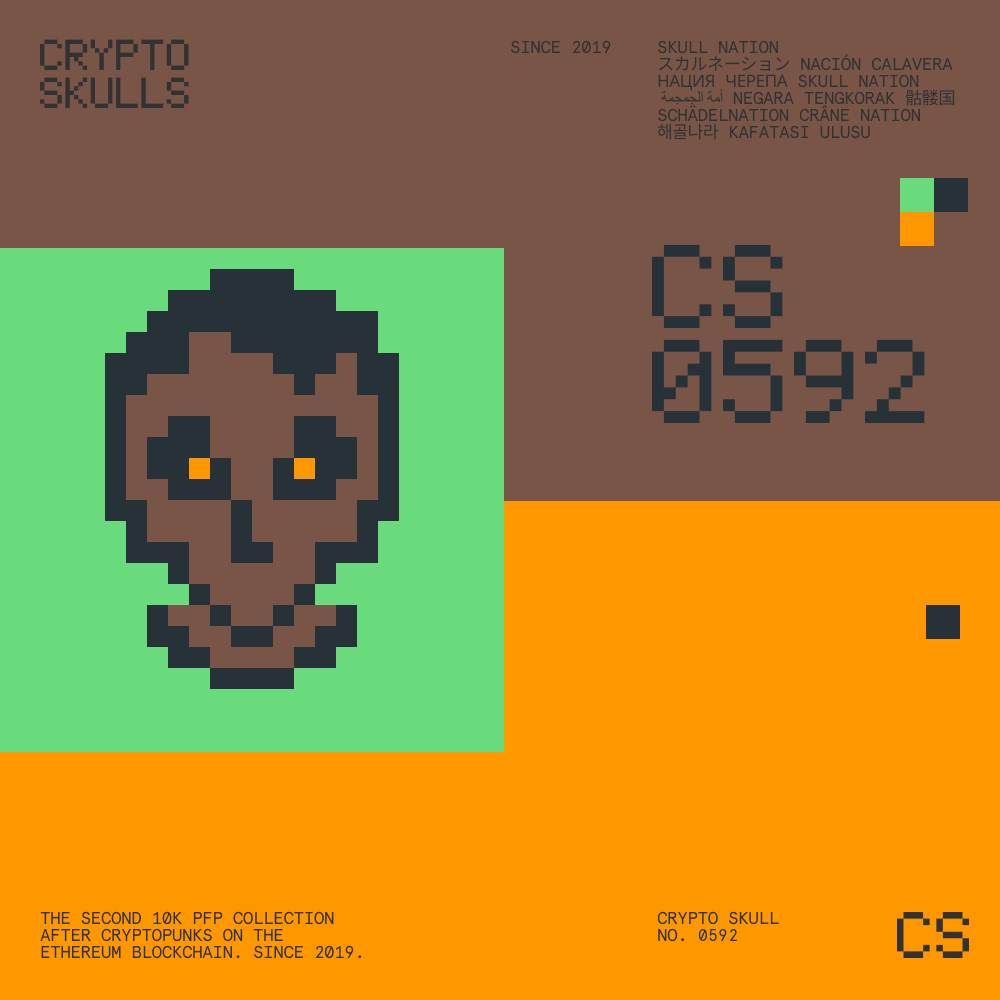 CRYPTO
SKULLS
SINCE 2019
SKULL NATION
スカルネーション NACIÓN CALAVERA
НАЦИЯ ЧЕРЕПА SKULL NATION
أمة الجمجمة NEGARA TENGKORAK 骷髅国
SCHÄDELNATION CRÂNE NATION
해골나라 KAFATASI ULUSU
CS
0592
THE SECOND 10K PFP COLLECTION
AFTER CRYPTOPUNKS ON THE
ETHEREUM BLOCKCHAIN. SINCE 2019.
CRYPTO SKULL
NO. 0592
CS